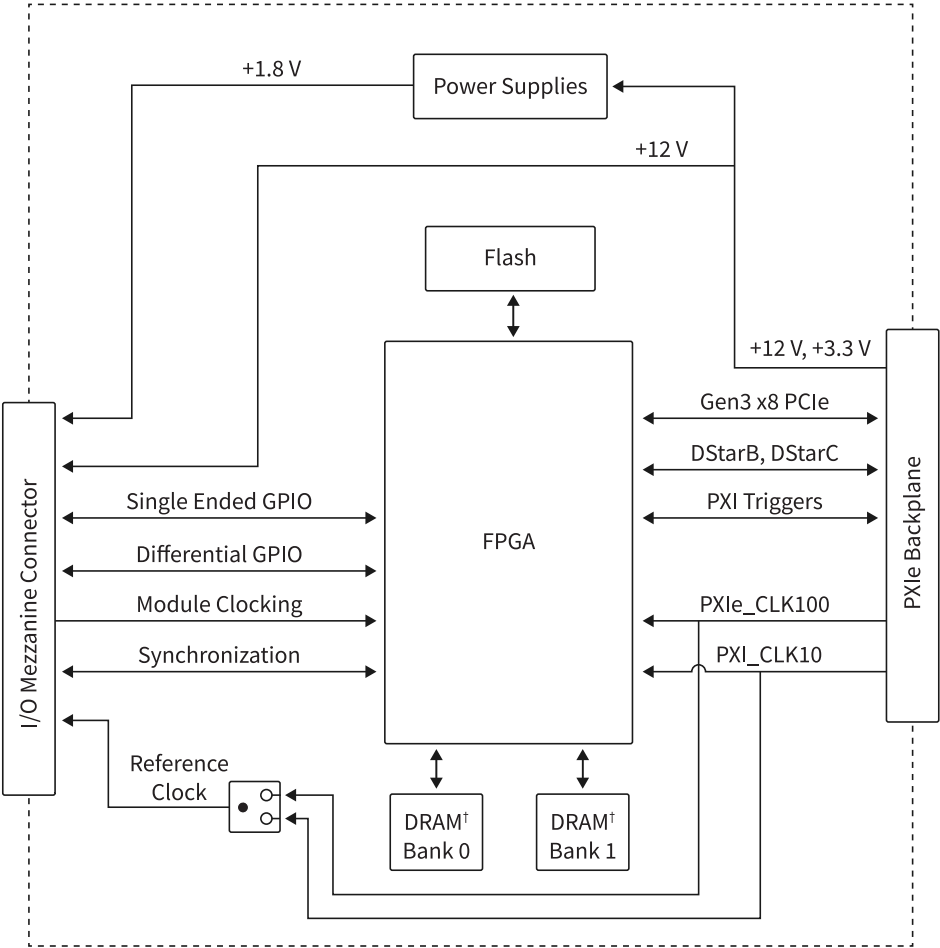 +1.8 V
Power Supplies
+12 V
Flash
+12 V, +3.3 V
Gen3 x8 PCIe
DStarB, DStarC
Single Ended GPIO
PXI Triggers
FPGA
Differential GPIO
I/O Mezzanine Connector
PXIe Backplane
Module Clocking
PXIe_CLK100
Synchronization
PXI_CLK10
Reference
Clock
DRAM†
Bank 0
DRAM†
Bank 1